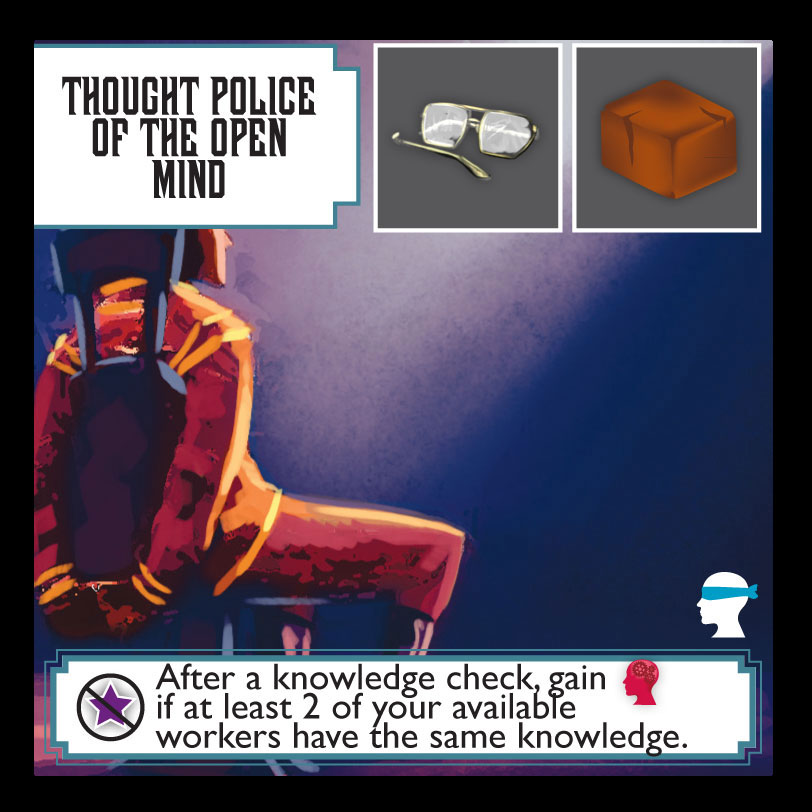 THOUGHT POLICE
OF THE OPEN
MIND
After a knowledge check, gain
if at least 2 of your available
workers have the same knowledge.